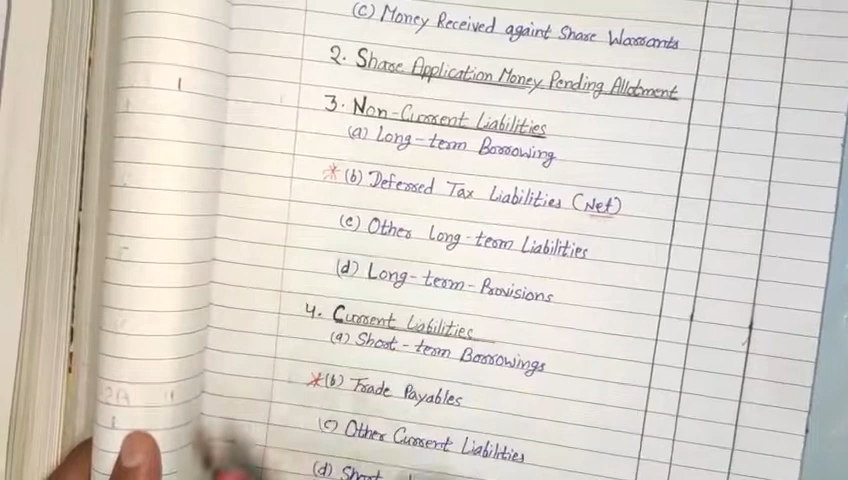 (C) Money Received againt Share Warrants
2. Share Application Money Pending Allotment
3. Non-Current Liabilities
(a) Long-term Borrowing
* (b) Deferred Tax Liabilities (Net)
(c) Other Long-term Liabilities
(d) Long-term-Provisions
4. Current Liabilities
(a) Short-term Borrowings
* (b) Trade Payables
(c) Other Current Liabilities
(d) Short